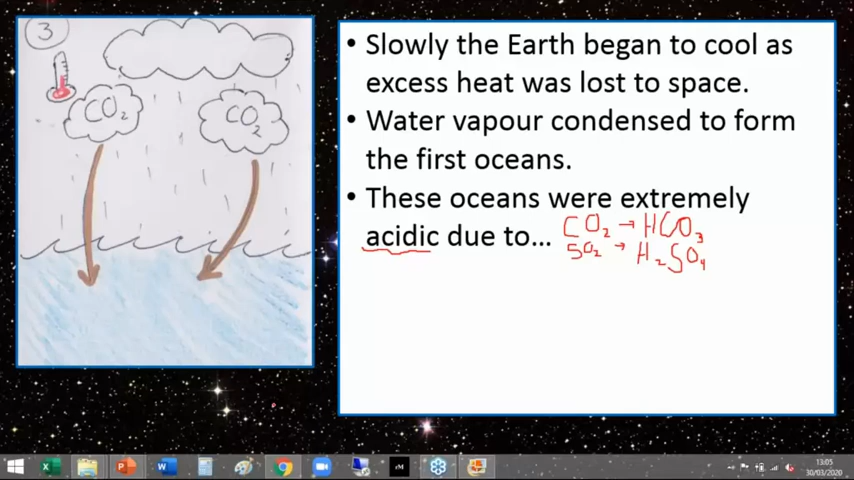 3
CO₂
CO₂
• Slowly the Earth began to cool as
excess heat was lost to space.
• Water vapour condensed to form
the first oceans.
• These oceans were extremely
acidic due to... CO₂ → HCO₃
SO₂ → H₂SO₄
13:05
30/03/2020